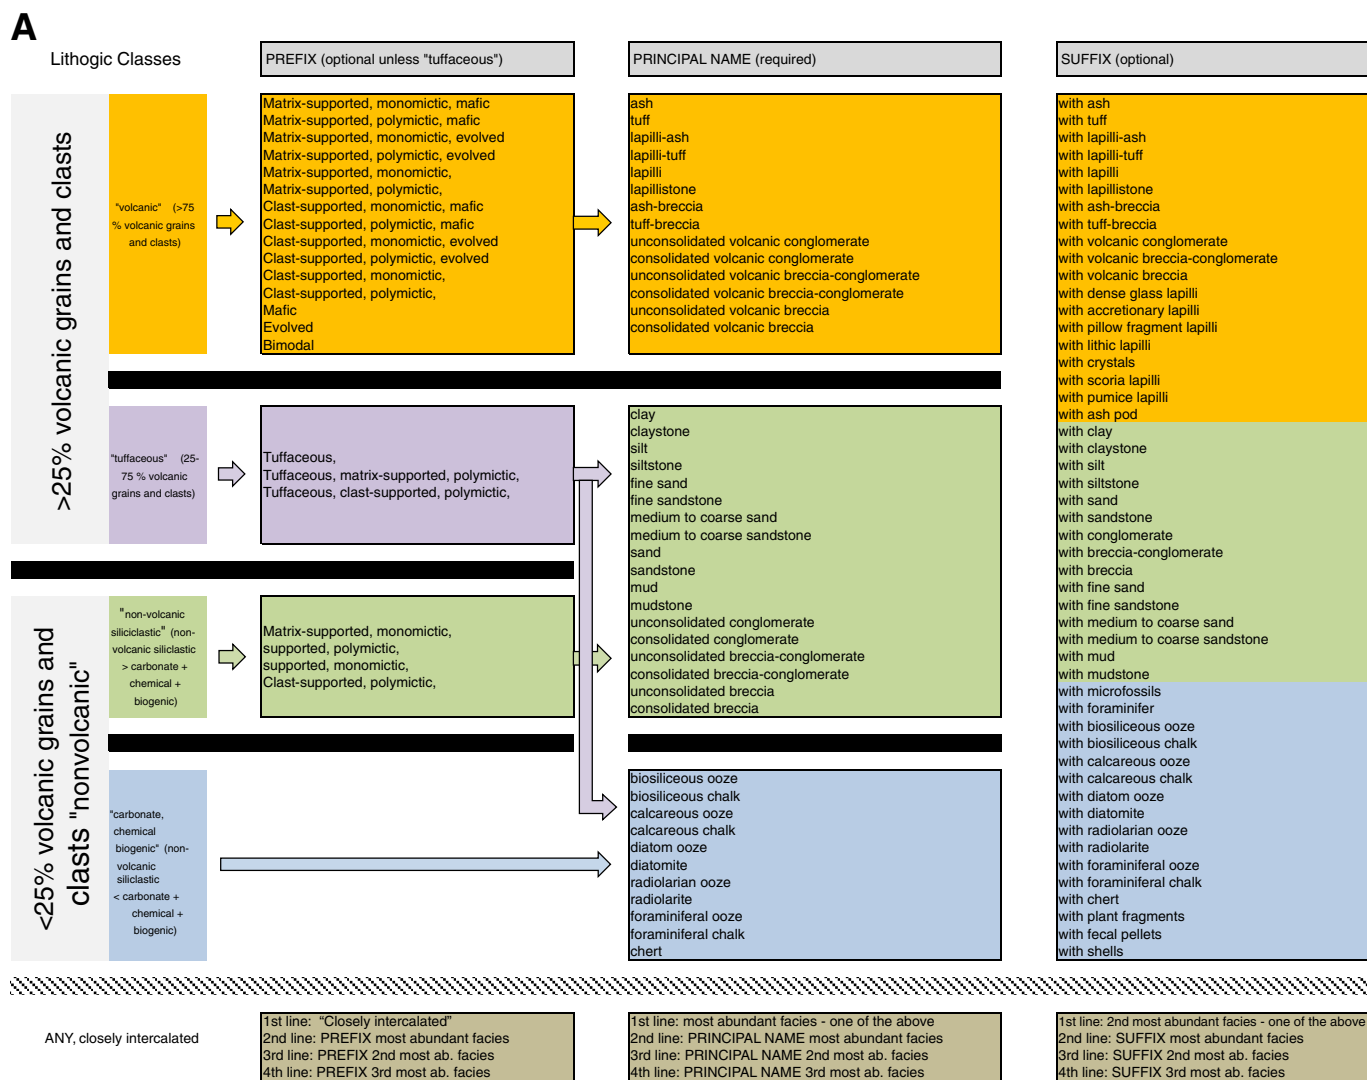 A
Lithogic Classes
PREFIX (optional unless "tuffaceous")
PRINCIPAL NAME (required)
SUFFIX (optional)
>25% volcanic grains and clasts
"volcanic" (>75
% volcanic grains
and clasts)
Matrix-supported, monomictic, mafic
Matrix-supported, polymictic, mafic
Matrix-supported, monomictic, evolved
Matrix-supported, polymictic, evolved
Matrix-supported, monomictic,
Matrix-supported, polymictic,
Clast-supported, monomictic, mafic
Clast-supported, polymictic, mafic
Clast-supported, monomictic, evolved
Clast-supported, polymictic, evolved
Clast-supported, monomictic,
Clast-supported, polymictic,
Mafic
Evolved
Bimodal
ash
tuff
lapilli-ash
lapilli-tuff
lapilli
lapillistone
ash-breccia
tuff-breccia
unconsolidated volcanic conglomerate
consolidated volcanic conglomerate
unconsolidated volcanic breccia-conglomerate
consolidated volcanic breccia-conglomerate
unconsolidated volcanic breccia
consolidated volcanic breccia
with ash
with tuff
with lapilli-ash
with lapilli-tuff
with lapilli
with lapillistone
with ash-breccia
with tuff-breccia
with volcanic conglomerate
with volcanic breccia-conglomerate
with volcanic breccia
with dense glass lapilli
with accretionary lapilli
with pillow fragment lapilli
with lithic lapilli
with crystals
with scoria lapilli
with pumice lapilli
with ash pod
"tuffaceous" (25-
75 % volcanic
grains and clasts)
Tuffaceous,
Tuffaceous, matrix-supported, polymictic,
Tuffaceous, clast-supported, polymictic,
clay
claystone
silt
siltstone
fine sand
fine sandstone
medium to coarse sand
medium to coarse sandstone
sand
sandstone
mud
mudstone
unconsolidated conglomerate
consolidated conglomerate
unconsolidated breccia-conglomerate
consolidated breccia-conglomerate
unconsolidated breccia
consolidated breccia
with clay
with claystone
with silt
with siltstone
with sand
with sandstone
with conglomerate
with breccia-conglomerate
with breccia
with fine sand
with fine sandstone
with medium to coarse sand
with medium to coarse sandstone
with mud
with mudstone
<25% volcanic grains and
clasts "nonvolcanic"
"non-volcanic
siliciclastic" (non-
volcanic siliclastic
> carbonate +
chemical +
biogenic)
Matrix-supported, monomictic,
supported, polymictic,
supported, monomictic,
Clast-supported, polymictic,
"carbonate,
chemical
biogenic" (non-
volcanic
siliclastic
< carbonate +
chemical +
biogenic)
biosiliceous ooze
biosiliceous chalk
calcareous ooze
calcareous chalk
diatom ooze
diatomite
radiolarian ooze
radiolarite
foraminiferal ooze
foraminiferal chalk
chert
with microfossils
with foraminifer
with biosiliceous ooze
with biosiliceous chalk
with calcareous ooze
with calcareous chalk
with diatom ooze
with diatomite
with radiolarian ooze
with radiolarite
with foraminiferal ooze
with foraminiferal chalk
with chert
with plant fragments
with fecal pellets
with shells
ANY, closely intercalated
1st line: “Closely intercalated”
2nd line: PREFIX most abundant facies
3rd line: PREFIX 2nd most ab. facies
4th line: PREFIX 3rd most ab. facies
1st line: most abundant facies - one of the above
2nd line: PRINCIPAL NAME most abundant facies
3rd line: PRINCIPAL NAME 2nd most ab. facies
4th line: PRINCIPAL NAME 3rd most ab. facies
1st line: 2nd most abundant facies - one of the above
2nd line: SUFFIX most abundant facies
3rd line: SUFFIX 2nd most ab. facies
4th line: SUFFIX 3rd most ab. facies